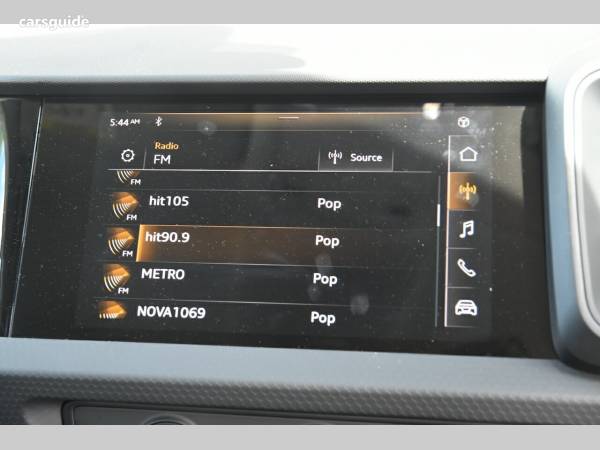 carsguide
5:44 AM
Radio
FM
Source
FM
hit105 Pop
FM
hit90.9 Pop
FM
METRO Pop
FM
NOVA1069 Pop